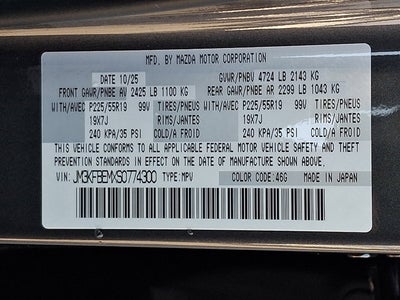 MFD. BY MAZDA MOTOR CORPORATION
DATE 10/25 GVWR/PNBV 4724 LB 2143 KG
FRONT GAWR/PNBE AV 2425 LB 1100 KG REAR GAWR/PNBE AR 2299 LB 1043 KG
WITH/AVEC P225/55R19 99V TIRES/PNEUS WITH/AVEC P225/55R19 99V TIRES/PNEUS
19X7J RIMS/JANTES 19X7J RIMS/JANTES
240 KPA/35 PSI COLD/A FROID 240 KPA/35 PSI COLD/A FROID
THIS VEHICLE CONFORMS TO ALL APPLICABLE FEDERAL MOTOR VEHICLE SAFETY, BUMPER, AND THEFT
PREVENTION STANDARDS IN EFFECT ON THE DATE OF MANUFACTURE SHOWN ABOVE.
VIN: JM3KFBEMXS0774300 TYPE:MPV COLOR CODE:46G MADE IN JAPAN